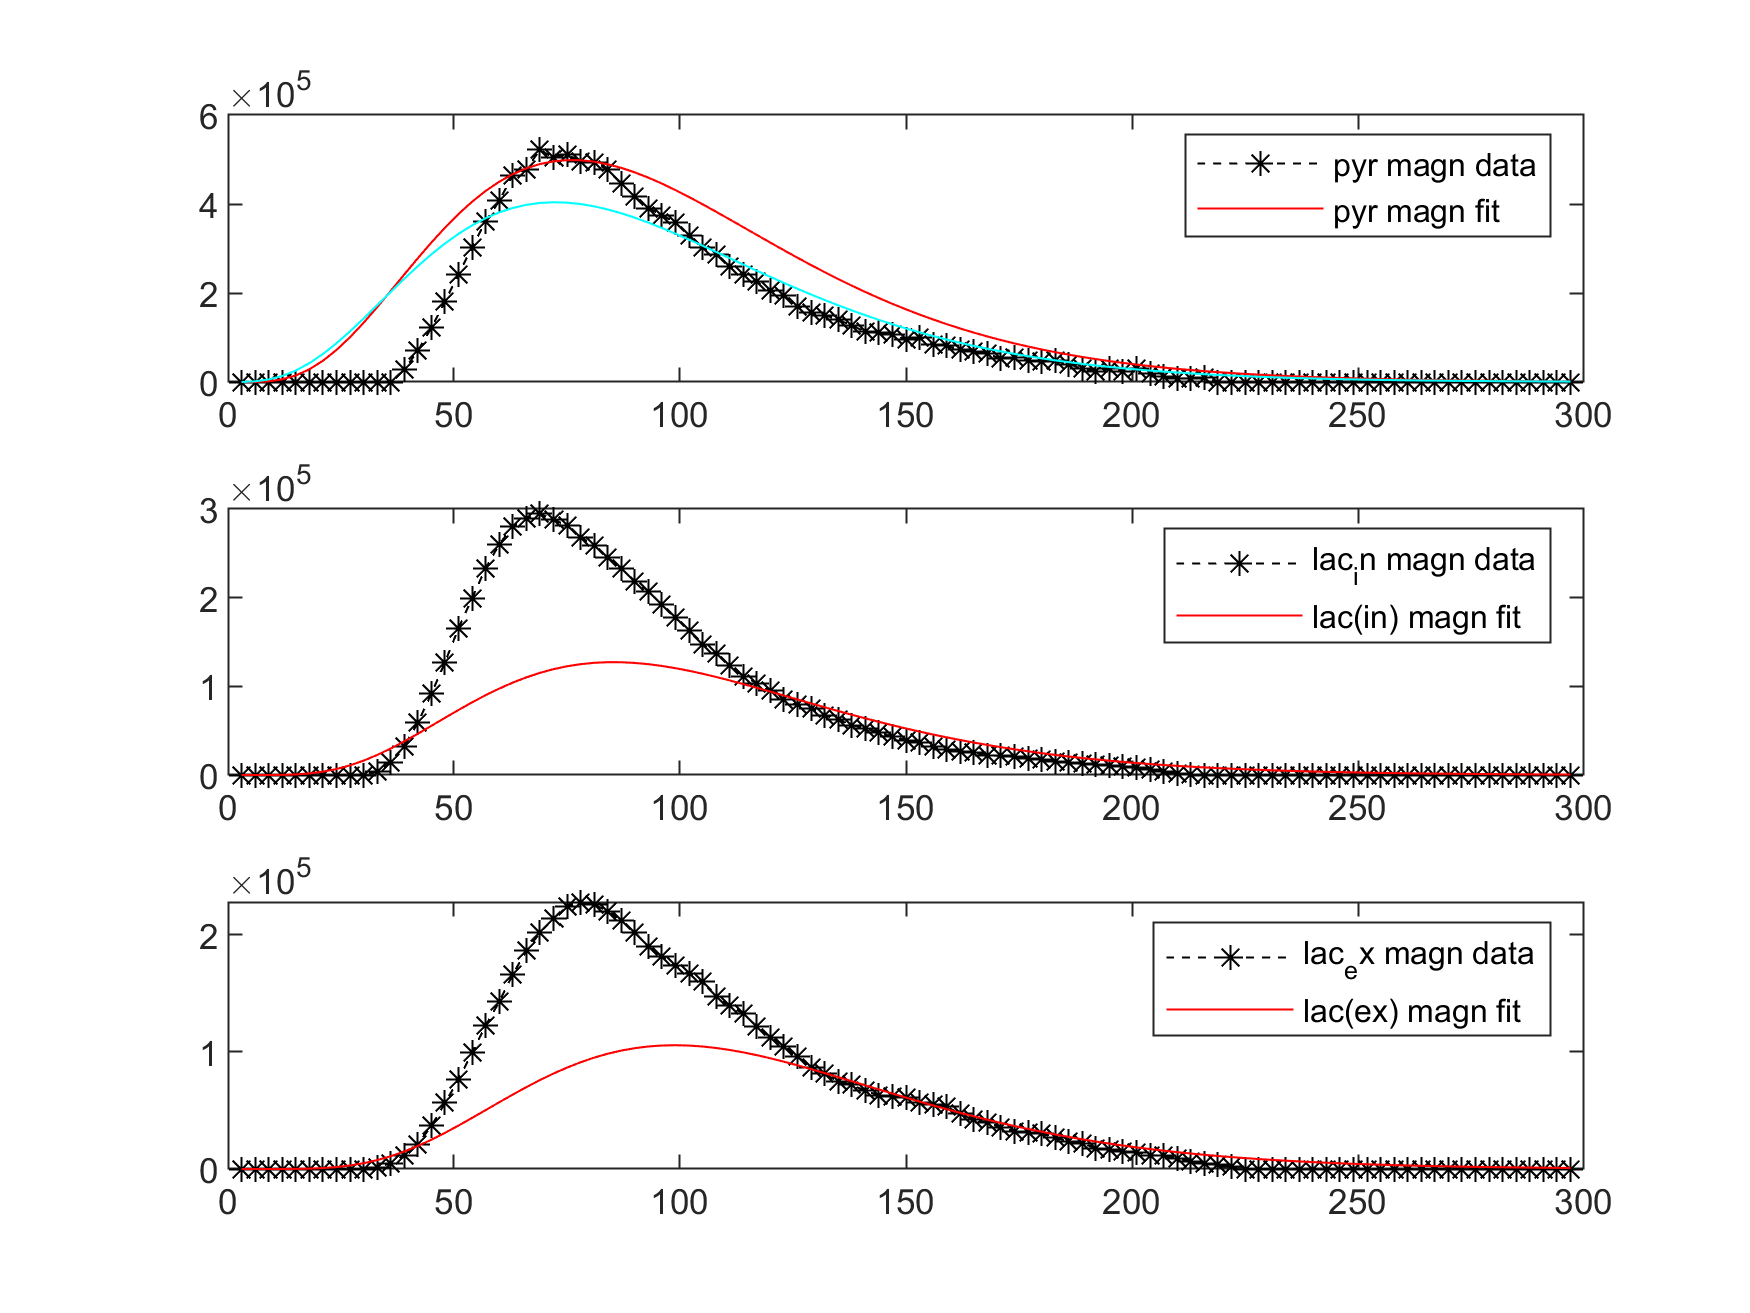 ×10^5
6
4
2
0
0 50 100 150 200 250 300
pyr magn data
pyr magn fit
×10^5
3
2
1
0
0 50 100 150 200 250 300
lac_in magn data
lac(in) magn fit
×10^5
2
1
0
0 50 100 150 200 250 300
lac_ex magn data
lac(ex) magn fit